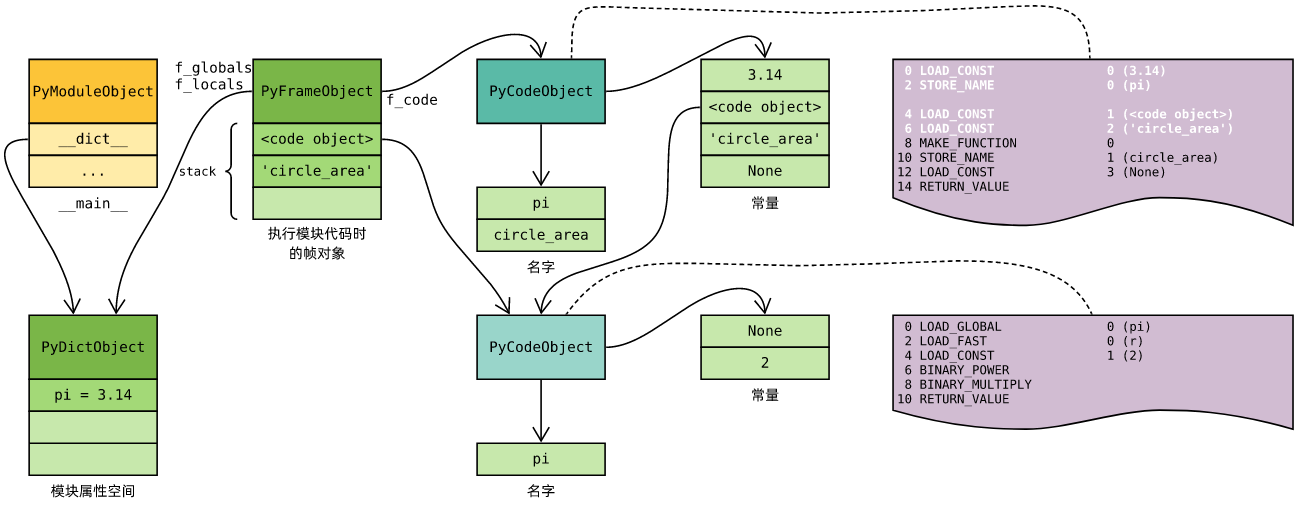 PyModuleObject
__dict__
...
__main__
f_globals
f_locals
PyFrameObject
<code object>
'circle_area'
stack
执行模块代码时
的帧对象
f_code
PyCodeObject
pi
circle_area
名字
3.14
<code object>
'circle_area'
None
常量
0 LOAD_CONST 0 (3.14)
2 STORE_NAME 0 (pi)
4 LOAD_CONST 1 (<code object>)
6 LOAD_CONST 2 ('circle_area')
8 MAKE_FUNCTION 0
10 STORE_NAME 1 (circle_area)
12 LOAD_CONST 3 (None)
14 RETURN_VALUE
PyDictObject
pi = 3.14
模块属性空间
PyCodeObject
pi
名字
None
2
常量
0 LOAD_GLOBAL 0 (pi)
2 LOAD_FAST 0 (r)
4 LOAD_CONST 1 (2)
6 BINARY_POWER
8 BINARY_MULTIPLY
10 RETURN_VALUE